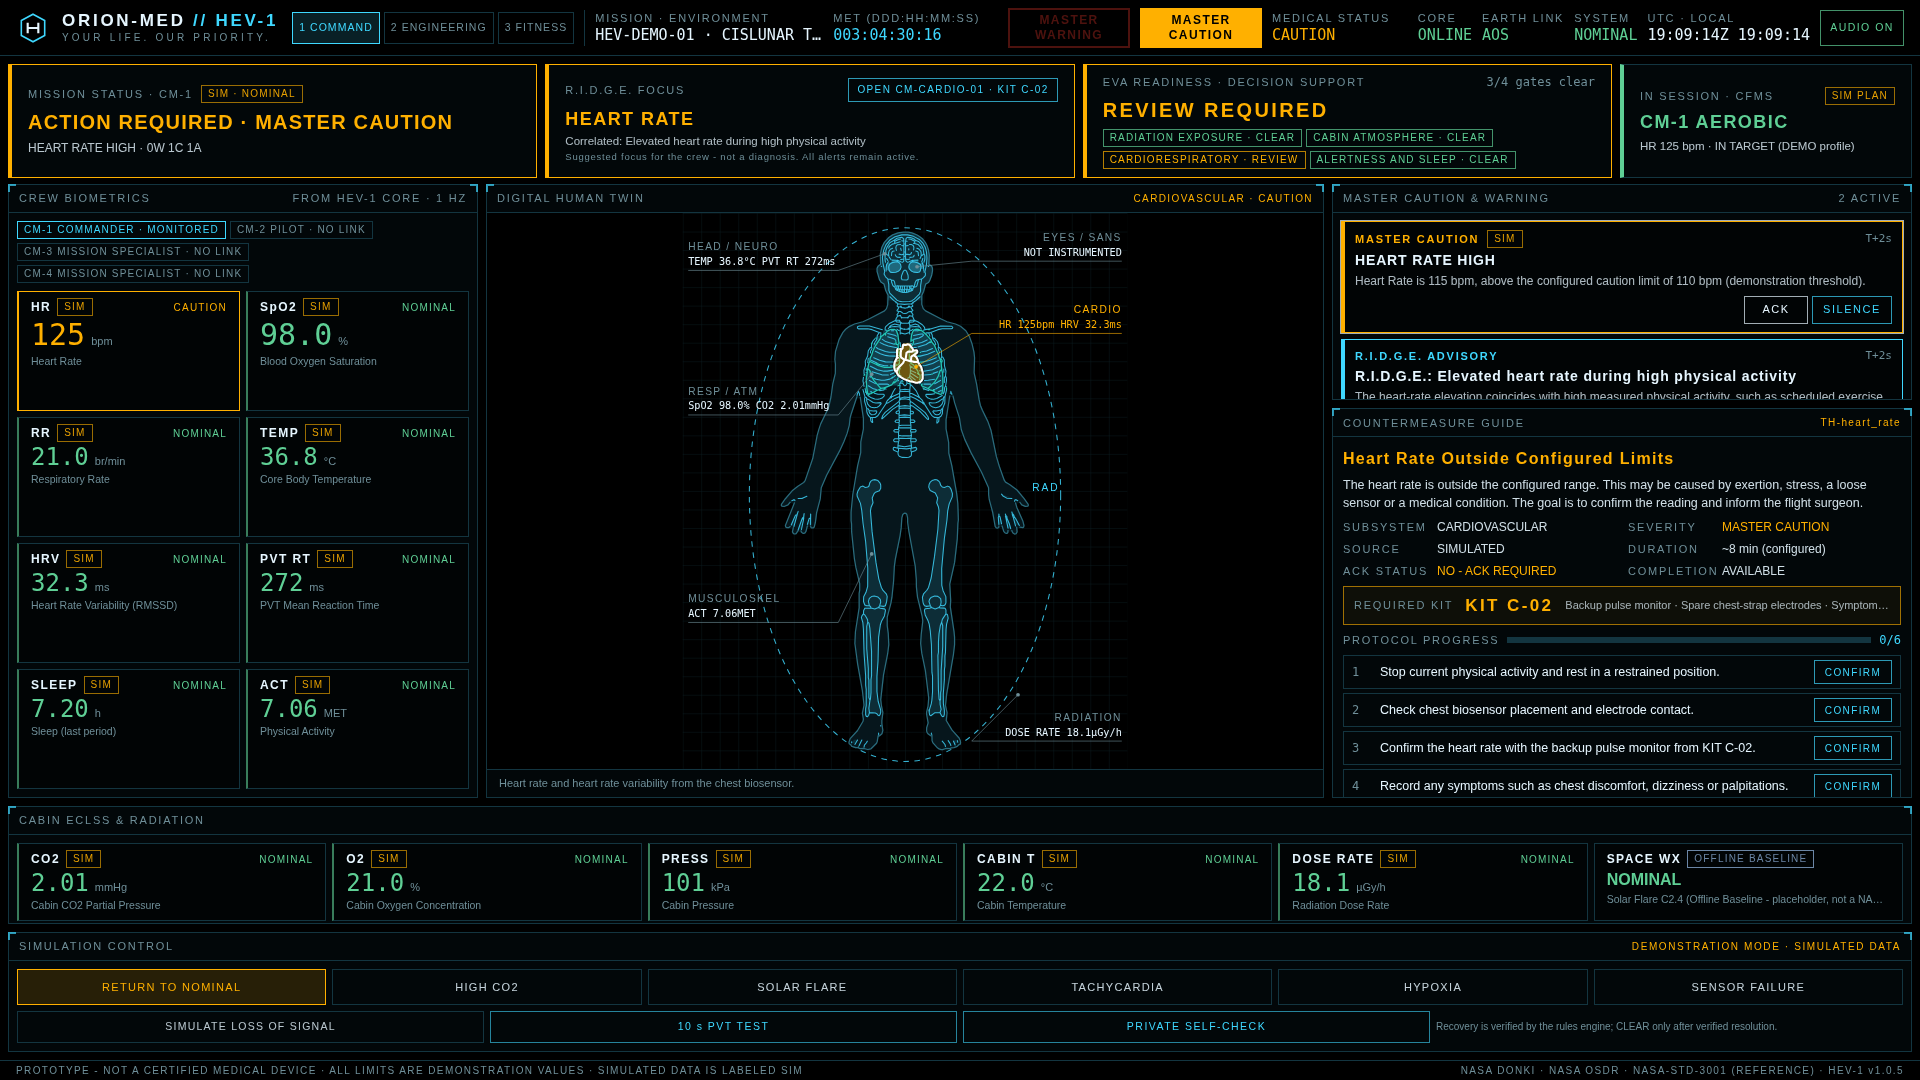 ORION-MED // HEV-1
YOUR LIFE. OUR PRIORITY.
1 COMMAND
2 ENGINEERING
3 FITNESS
MISSION · ENVIRONMENT
HEV-DEMO-01 · CISLUNAR T…
MET (DDD:HH:MM:SS)
003:04:30:16
MASTER WARNING
MASTER CAUTION
MEDICAL STATUS
CAUTION
CORE
ONLINE
EARTH LINK
AOS
SYSTEM
NOMINAL
UTC · LOCAL
19:09:14Z 19:09:14
AUDIO ON
MISSION STATUS · CM-1 SIM · NOMINAL
ACTION REQUIRED · MASTER CAUTION
HEART RATE HIGH · 0W 1C 1A
R.I.D.G.E. FOCUS
OPEN CM-CARDIO-01 · KIT C-02
HEART RATE
Correlated: Elevated heart rate during high physical activity
Suggested focus for the crew - not a diagnosis. All alerts remain active.
EVA READINESS · DECISION SUPPORT 3/4 gates clear
REVIEW REQUIRED
RADIATION EXPOSURE · CLEAR
CABIN ATMOSPHERE · CLEAR
CARDIORESPIRATORY · REVIEW
ALERTNESS AND SLEEP · CLEAR
IN SESSION · CFMS SIM PLAN
CM-1 AEROBIC
HR 125 bpm · IN TARGET (DEMO profile)
CREW BIOMETRICS FROM HEV-1 CORE · 1 HZ
CM-1 COMMANDER · MONITORED
CM-2 PILOT · NO LINK
CM-3 MISSION SPECIALIST · NO LINK
CM-4 MISSION SPECIALIST · NO LINK
HR SIM CAUTION
125 bpm
Heart Rate
SpO2 SIM NOMINAL
98.0 %
Blood Oxygen Saturation
RR SIM NOMINAL
21.0 br/min
Respiratory Rate
TEMP SIM NOMINAL
36.8 °C
Core Body Temperature
HRV SIM NOMINAL
32.3 ms
Heart Rate Variability (RMSSD)
PVT RT SIM NOMINAL
272 ms
PVT Mean Reaction Time
SLEEP SIM NOMINAL
7.20 h
Sleep (last period)
ACT SIM NOMINAL
7.06 MET
Physical Activity
DIGITAL HUMAN TWIN CARDIOVASCULAR · CAUTION
HEAD / NEURO
TEMP 36.8°C PVT RT 272ms
EYES / SANS
NOT INSTRUMENTED
CARDIO
HR 125bpm HRV 32.3ms
RESP / ATM
SpO2 98.0% CO2 2.01mmHg
RAD
MUSCULOSKEL
ACT 7.06MET
RADIATION
DOSE RATE 18.1µGy/h
Heart rate and heart rate variability from the chest biosensor.
MASTER CAUTION & WARNING 2 ACTIVE
MASTER CAUTION SIM T+2s
HEART RATE HIGH
Heart Rate is 115 bpm, above the configured caution limit of 110 bpm (demonstration threshold).
ACK
SILENCE
R.I.D.G.E. ADVISORY T+2s
R.I.D.G.E.: Elevated heart rate during high physical activity
The heart-rate elevation coincides with high measured physical activity, such as scheduled exercise.
COUNTERMEASURE GUIDE TH-heart_rate
Heart Rate Outside Configured Limits
The heart rate is outside the configured range. This may be caused by exertion, stress, a loose
sensor or a medical condition. The goal is to confirm the reading and inform the flight surgeon.
SUBSYSTEM CARDIOVASCULAR SEVERITY MASTER CAUTION
SOURCE SIMULATED DURATION ~8 min (configured)
ACK STATUS NO - ACK REQUIRED COMPLETION AVAILABLE
REQUIRED KIT KIT C-02 Backup pulse monitor · Spare chest-strap electrodes · Symptom…
PROTOCOL PROGRESS 0/6
1 Stop current physical activity and rest in a restrained position. CONFIRM
2 Check chest biosensor placement and electrode contact. CONFIRM
3 Confirm the heart rate with the backup pulse monitor from KIT C-02. CONFIRM
4 Record any symptoms such as chest discomfort, dizziness or palpitations. CONFIRM
CABIN ECLSS & RADIATION
CO2 SIM NOMINAL
2.01 mmHg
Cabin CO2 Partial Pressure
O2 SIM NOMINAL
21.0 %
Cabin Oxygen Concentration
PRESS SIM NOMINAL
101 kPa
Cabin Pressure
CABIN T SIM NOMINAL
22.0 °C
Cabin Temperature
DOSE RATE SIM NOMINAL
18.1 µGy/h
Radiation Dose Rate
SPACE WX OFFLINE BASELINE
NOMINAL
Solar Flare C2.4 (Offline Baseline - placeholder, not a NA…
SIMULATION CONTROL DEMONSTRATION MODE · SIMULATED DATA
RETURN TO NOMINAL
HIGH CO2
SOLAR FLARE
TACHYCARDIA
HYPOXIA
SENSOR FAILURE
SIMULATE LOSS OF SIGNAL
10 s PVT TEST
PRIVATE SELF-CHECK
Recovery is verified by the rules engine; CLEAR only after verified resolution.
PROTOTYPE - NOT A CERTIFIED MEDICAL DEVICE · ALL LIMITS ARE DEMONSTRATION VALUES · SIMULATED DATA IS LABELED SIM
NASA DONKI · NASA OSDR · NASA-STD-3001 (REFERENCE) · HEV-1 v1.0.5